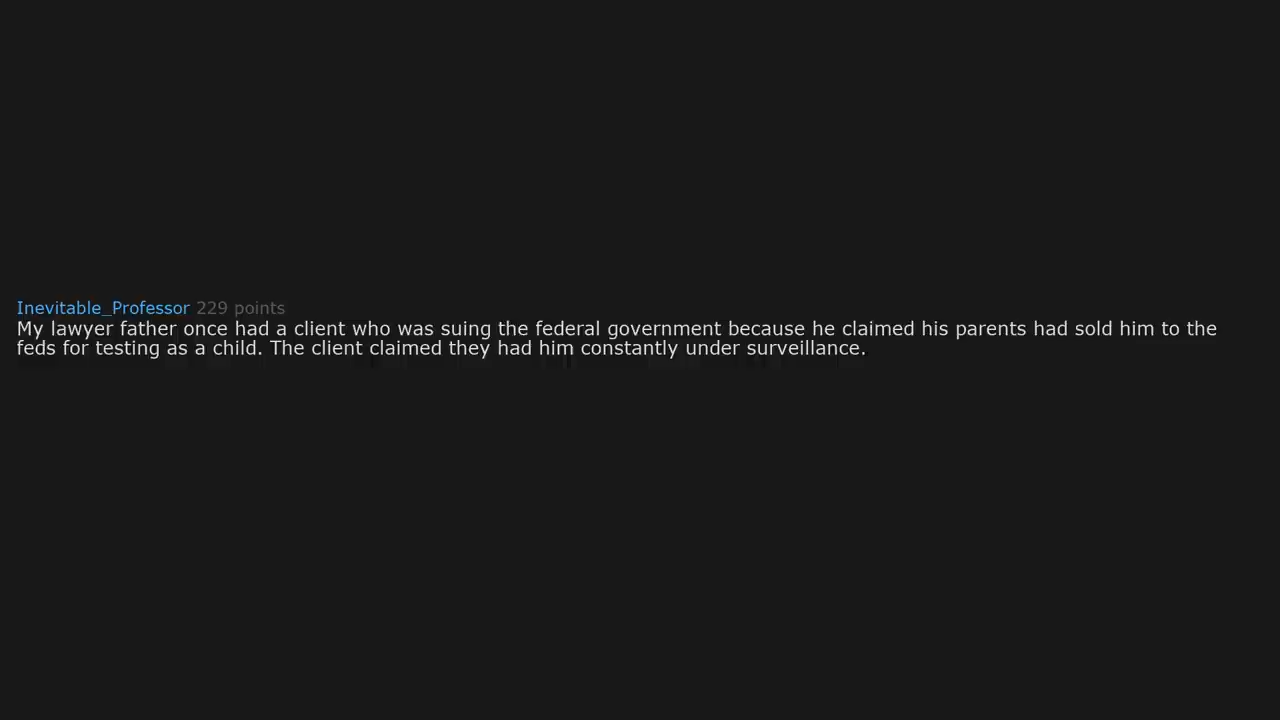 Inevitable_Professor 229 points
My lawyer father once had a client who was suing the federal government because he claimed his parents had sold him to the
feds for testing as a child. The client claimed they had him constantly under surveillance.